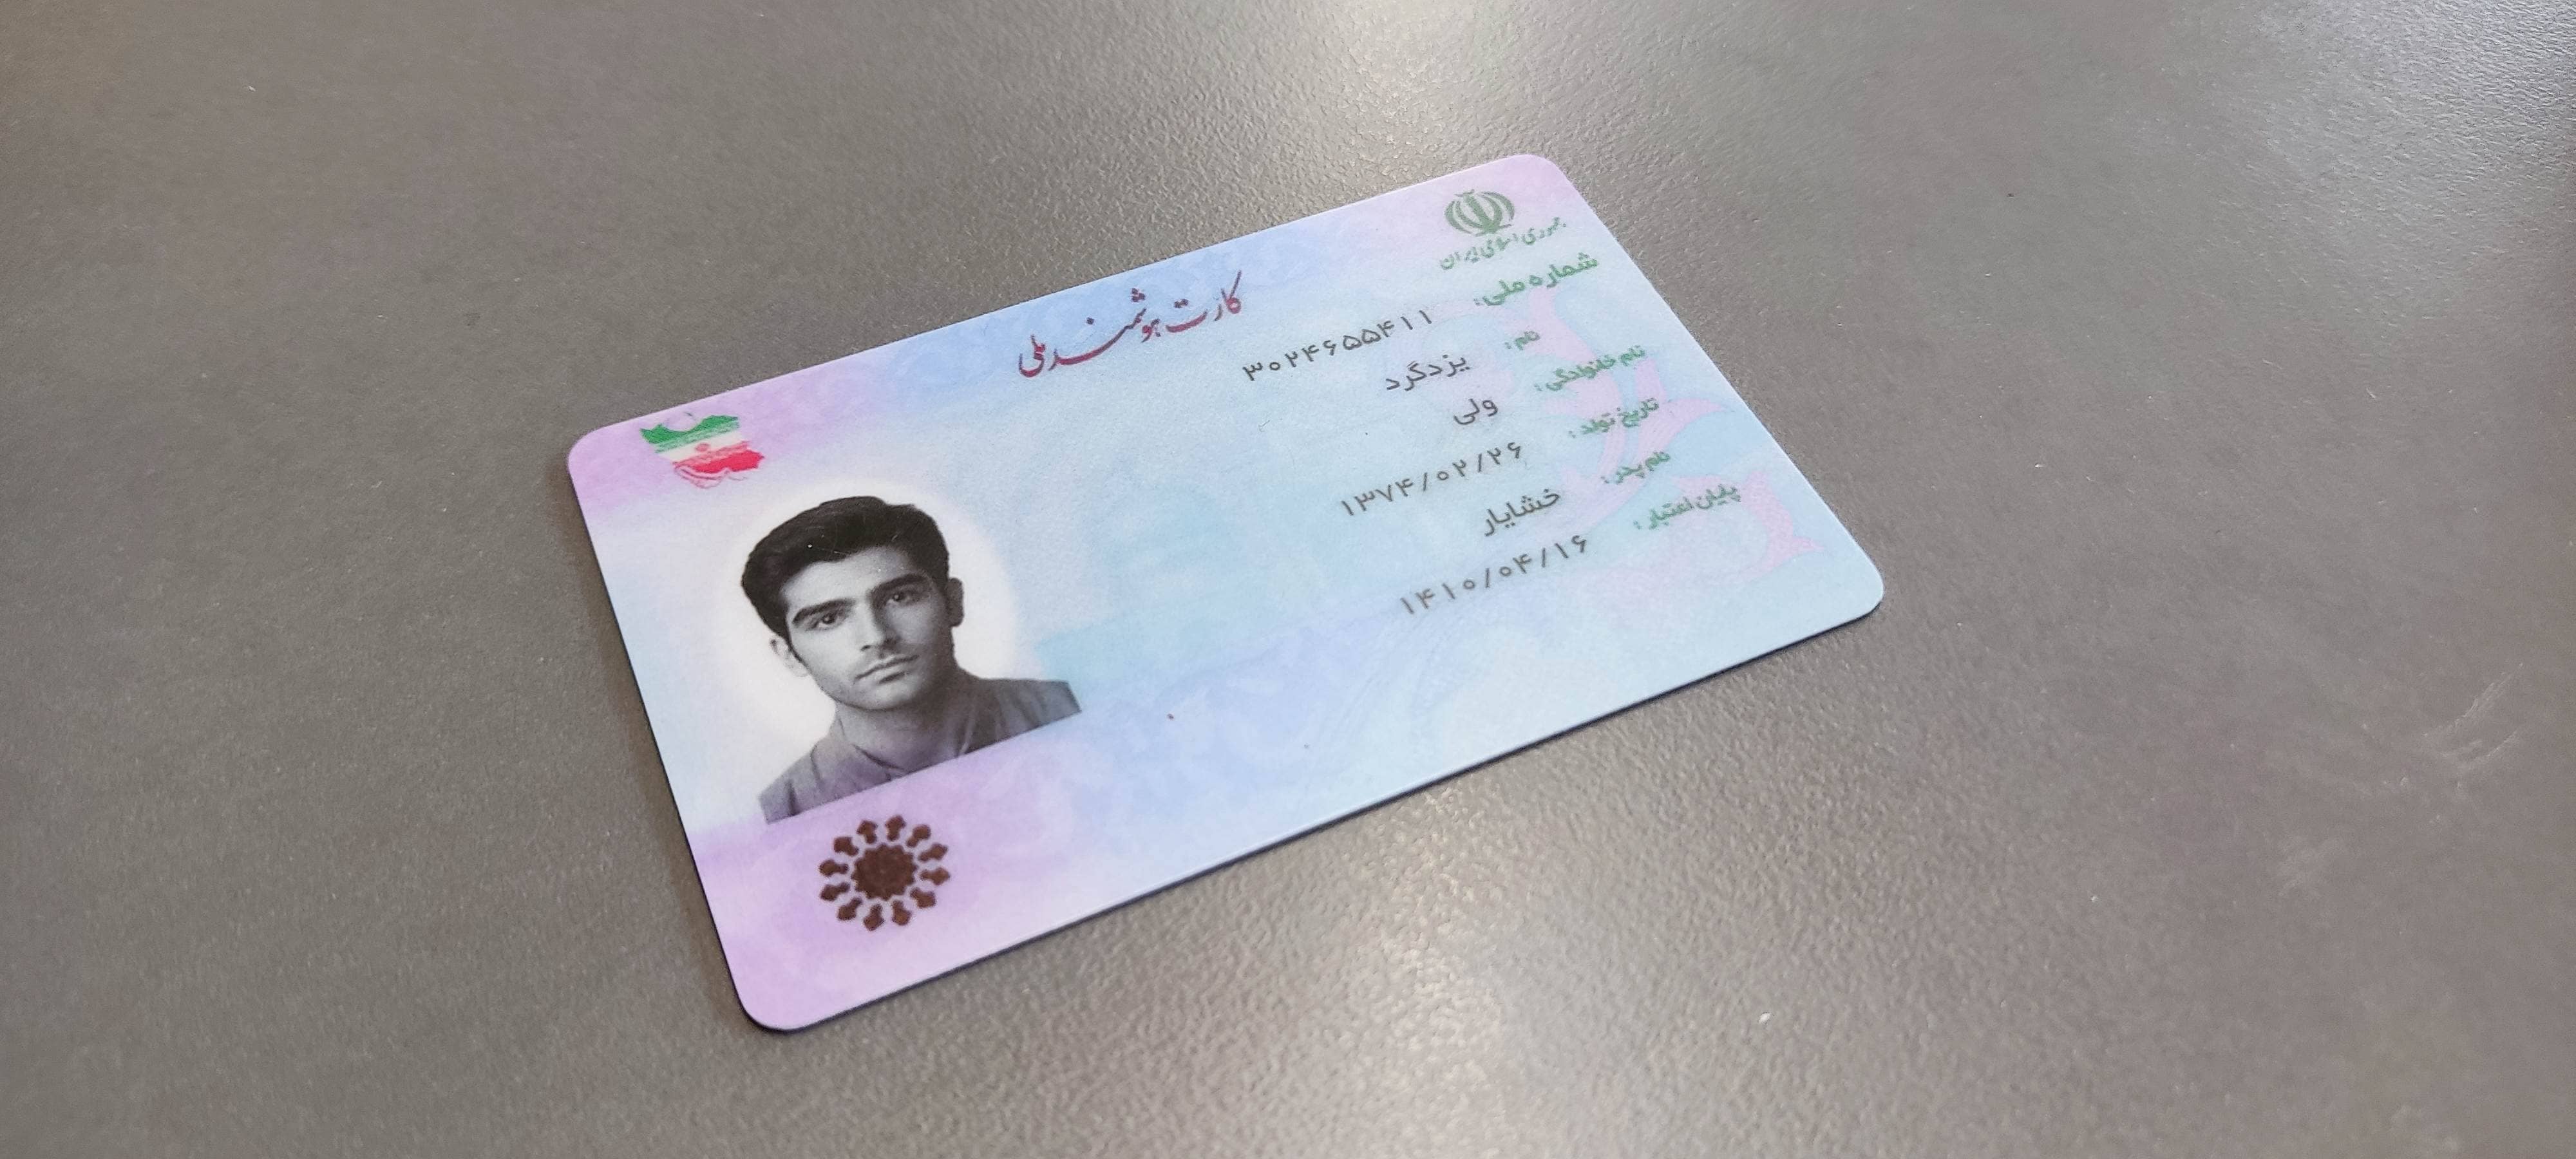 جمهوری اسلامی ایران
کارت هوشمند ملی
شماره ملی: ۳۰۲۴۶۵۵۴۱۱
نام: یزدگرد
نام خانوادگی: ولی
تاریخ تولد: ۱۳۷۴/۰۲/۲۶
نام پدر: خشایار
پایان اعتبار: ۱۴۱۰/۰۴/۱۶